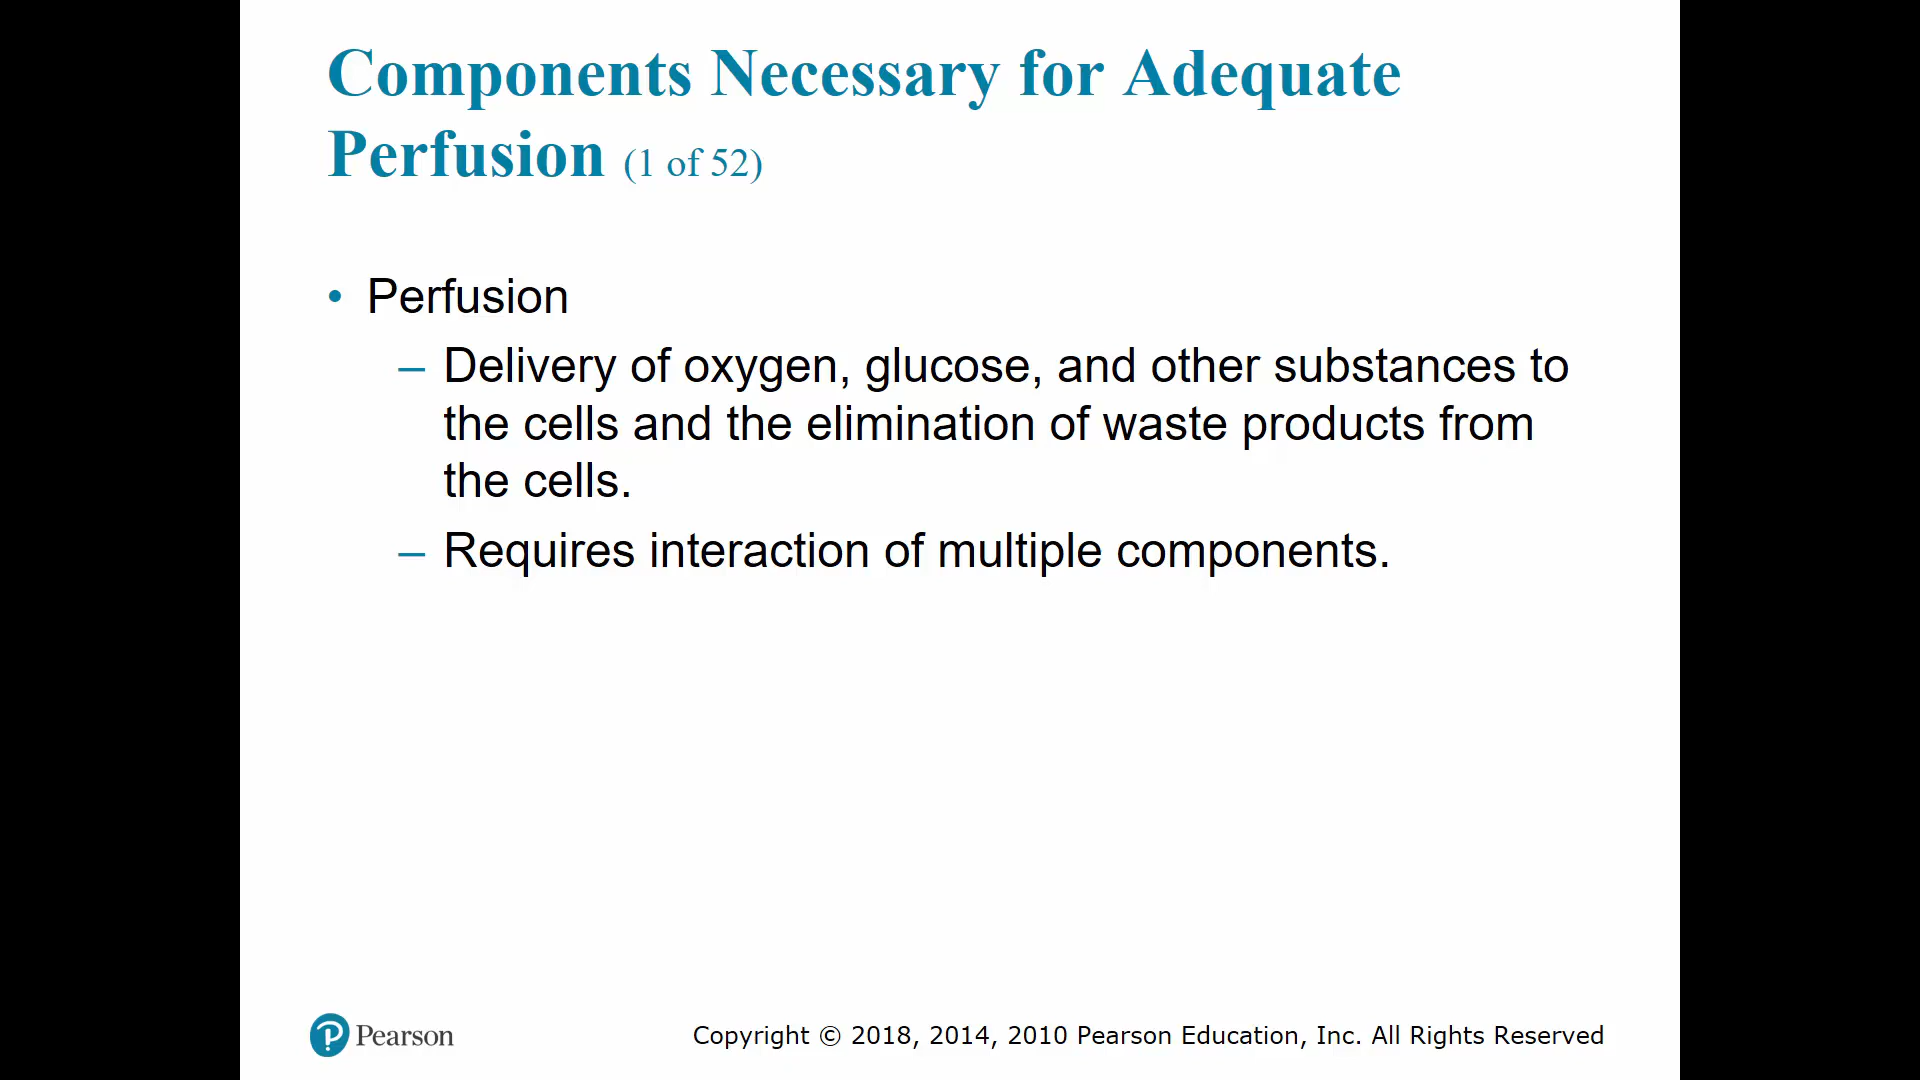 Components Necessary for Adequate
Perfusion (1 of 52)
• Perfusion
– Delivery of oxygen, glucose, and other substances to
the cells and the elimination of waste products from
the cells.
– Requires interaction of multiple components.
P Pearson
Copyright © 2018, 2014, 2010 Pearson Education, Inc. All Rights Reserved